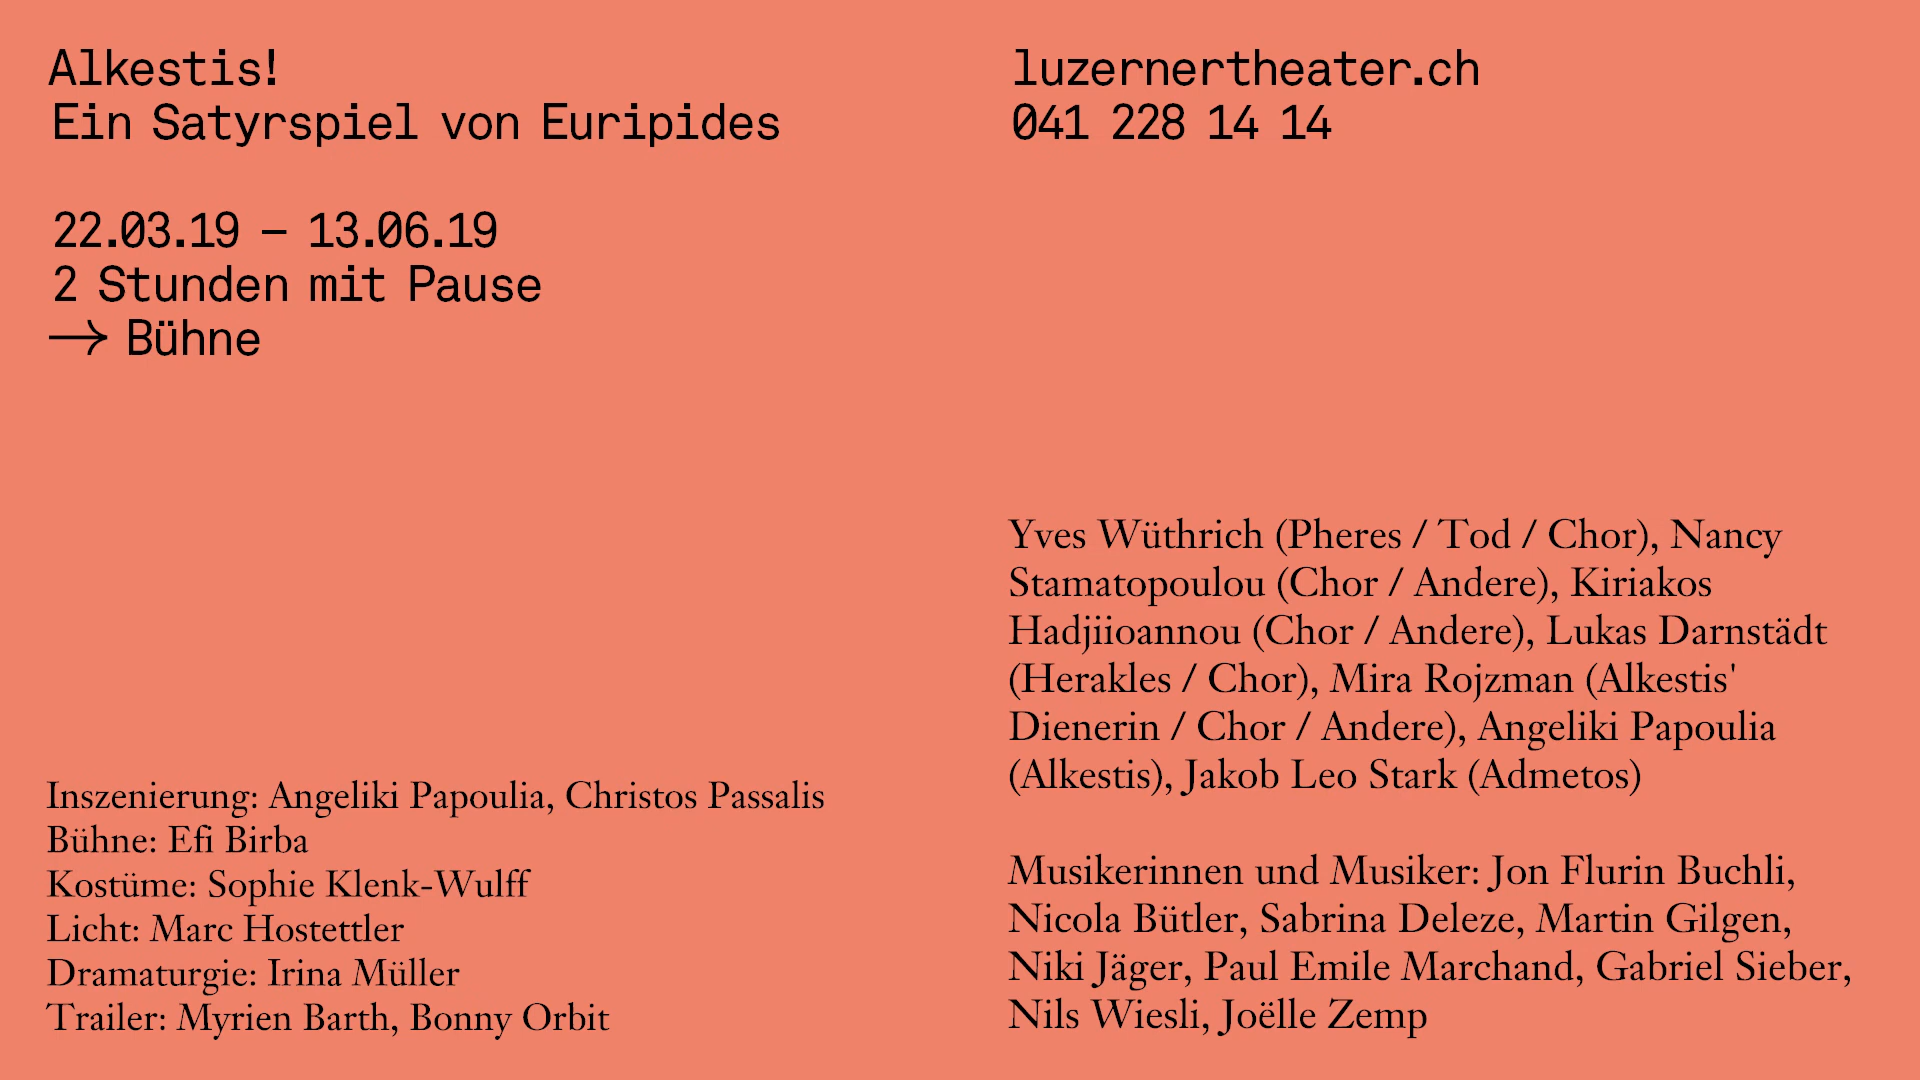 Alkestis!
Ein Satyrspiel von Euripides
22.03.19 – 13.06.19
2 Stunden mit Pause
→ Bühne
luzernertheater.ch
041 228 14 14
Inszenierung: Angeliki Papoulia, Christos Passalis
Bühne: Efi Birba
Kostüme: Sophie Klenk-Wulff
Licht: Marc Hostettler
Dramaturgie: Irina Müller
Trailer: Myrien Barth, Bonny Orbit
Yves Wüthrich (Pheres / Tod / Chor), Nancy
Stamatopoulou (Chor / Andere), Kiriakos
Hadjiioannou (Chor / Andere), Lukas Darnstädt
(Herakles / Chor), Mira Rojzman (Alkestis'
Dienerin / Chor / Andere), Angeliki Papoulia
(Alkestis), Jakob Leo Stark (Admetos)
Musikerinnen und Musiker: Jon Flurin Buchli,
Nicola Bütler, Sabrina Deleze, Martin Gilgen,
Niki Jäger, Paul Emile Marchand, Gabriel Sieber,
Nils Wiesli, Joëlle Zemp